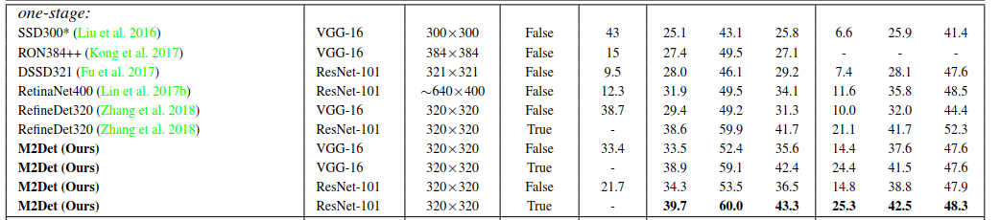 one-stage:
SSD300* (Liu et al. 2016) VGG-16 300×300 False 43 25.1 43.1 25.8 6.6 25.9 41.4
RON384++ (Kong et al. 2017) VGG-16 384×384 False 15 27.4 49.5 27.1 - - -
DSSD321 (Fu et al. 2017) ResNet-101 321×321 False 9.5 28.0 46.1 29.2 7.4 28.1 47.6
RetinaNet400 (Lin et al. 2017b) ResNet-101 ∼640×400 False 12.3 31.9 49.5 34.1 11.6 35.8 48.5
RefineDet320 (Zhang et al. 2018) VGG-16 320×320 False 38.7 29.4 49.2 31.3 10.0 32.0 44.4
RefineDet320 (Zhang et al. 2018) ResNet-101 320×320 True - 38.6 59.9 41.7 21.1 41.7 52.3
M2Det (Ours) VGG-16 320×320 False 33.4 33.5 52.4 35.6 14.4 37.6 47.6
M2Det (Ours) VGG-16 320×320 True - 38.9 59.1 42.4 24.4 41.5 47.6
M2Det (Ours) ResNet-101 320×320 False 21.7 34.3 53.5 36.5 14.8 38.8 47.9
M2Det (Ours) ResNet-101 320×320 True - 39.7 60.0 43.3 25.3 42.5 48.3